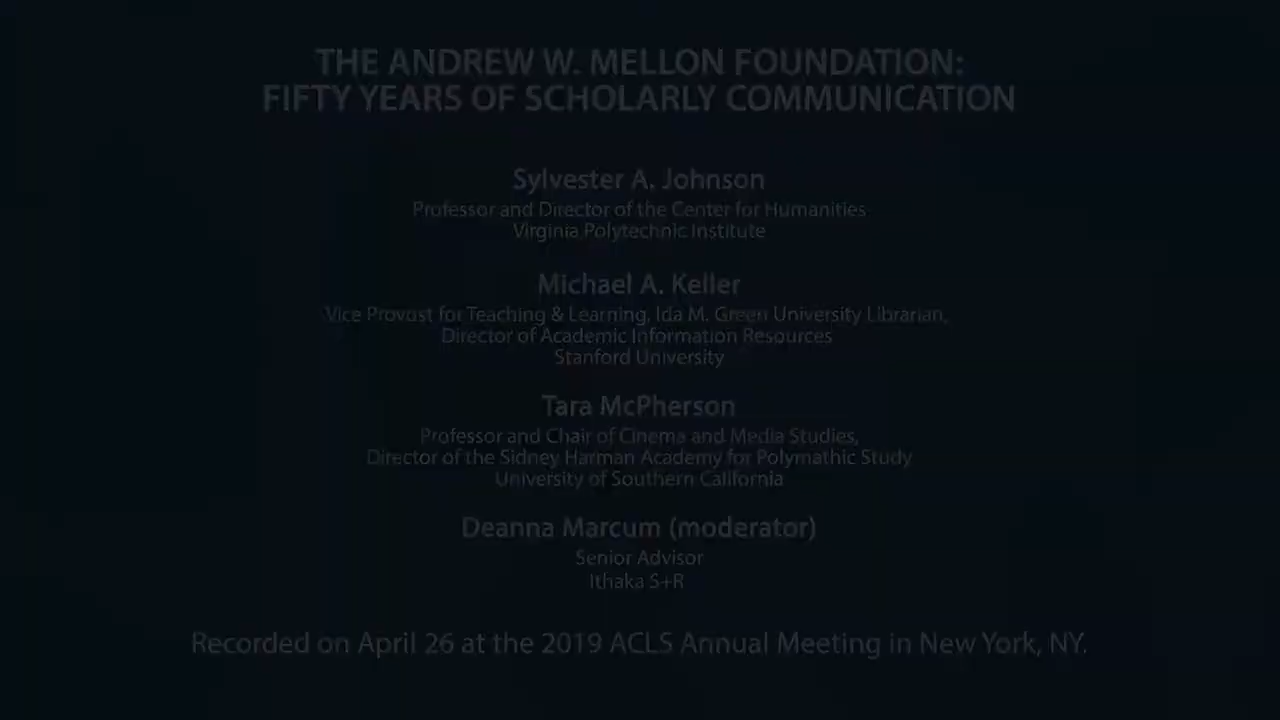 THE ANDREW W. MELLON FOUNDATION:
FIFTY YEARS OF SCHOLARLY COMMUNICATION
Sylvester A. Johnson
Professor and Director of the Center for Humanities
Virginia Polytechnic Institute
Michael A. Keller
Vice Provost for Teaching & Learning, Ida M. Green University Librarian,
Director of Academic Information Resources
Stanford University
Tara McPherson
Professor and Chair of Cinema and Media Studies,
Director of the Sidney Harman Academy for Polymathic Study
University of Southern California
Deanna Marcum (moderator)
Senior Advisor
Ithaka S+R
Recorded on April 26 at the 2019 ACLS Annual Meeting in New York, NY.